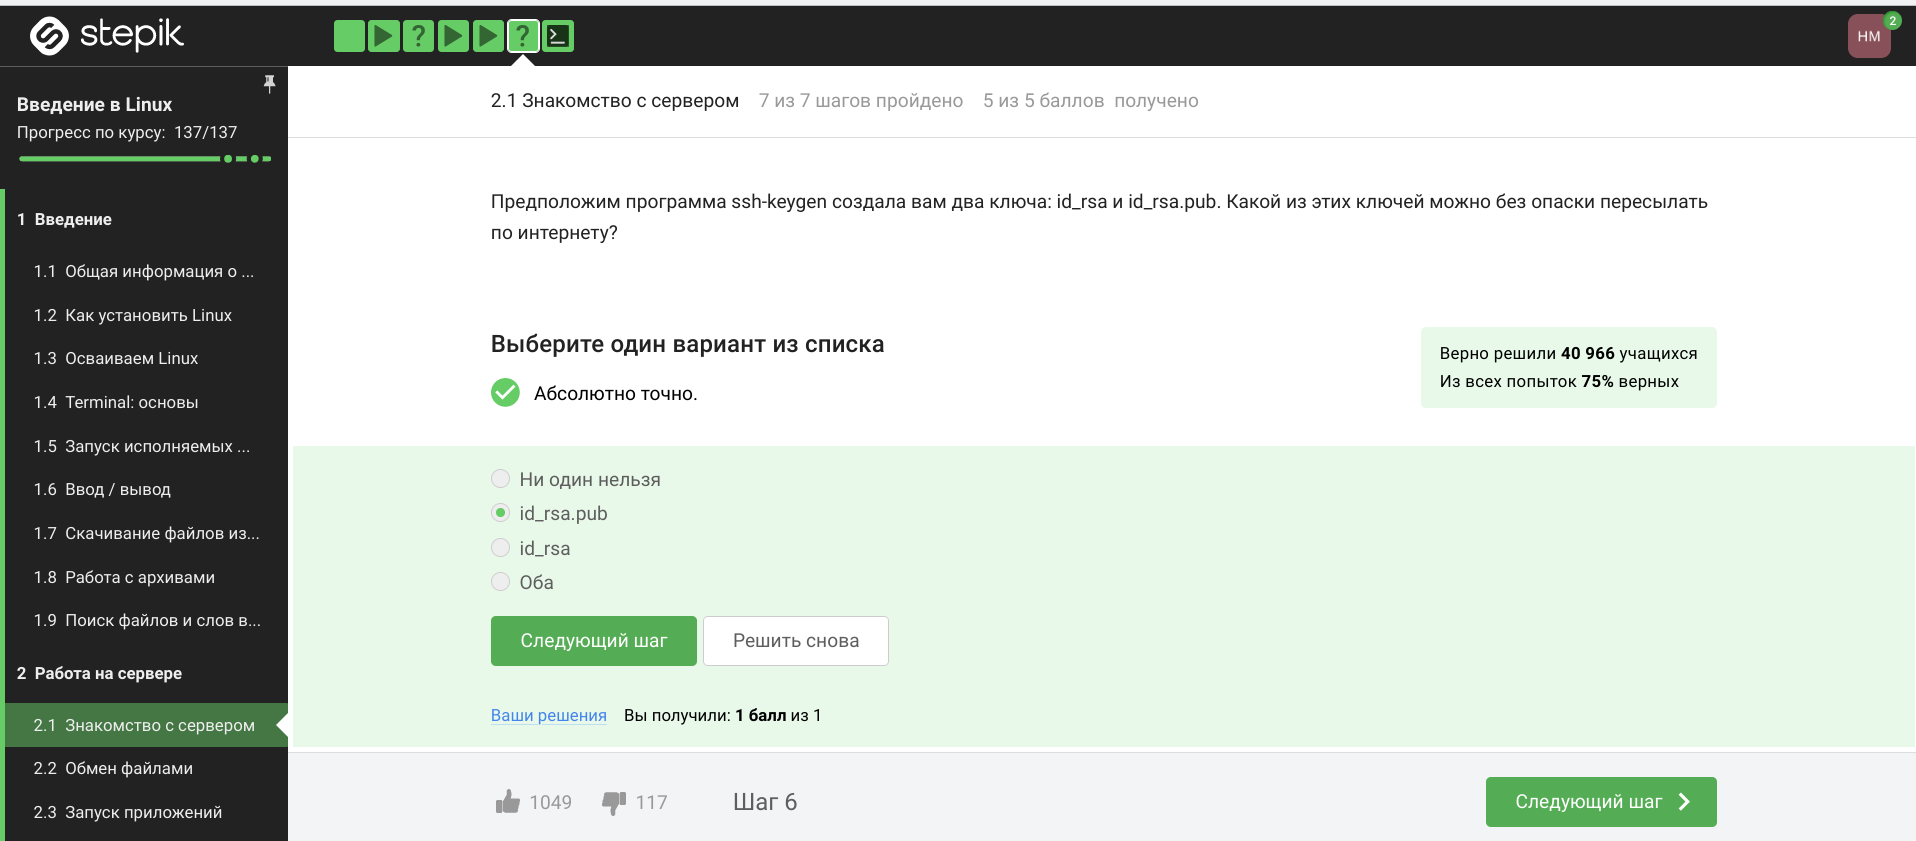 stepik
?
?
НМ
2
Введение в Linux
Прогресс по курсу: 137/137
1 Введение
1.1 Общая информация о ...
1.2 Как установить Linux
1.3 Осваиваем Linux
1.4 Terminal: основы
1.5 Запуск исполняемых ...
1.6 Ввод / вывод
1.7 Скачивание файлов из...
1.8 Работа с архивами
1.9 Поиск файлов и слов в...
2 Работа на сервере
2.1 Знакомство с сервером
2.2 Обмен файлами
2.3 Запуск приложений
2.1 Знакомство с сервером 7 из 7 шагов пройдено 5 из 5 баллов получено
Предположим программа ssh-keygen создала вам два ключа: id_rsa и id_rsa.pub. Какой из этих ключей можно без опаски пересылать
по интернету?
Выберите один вариант из списка
Абсолютно точно.
Верно решили 40 966 учащихся
Из всех попыток 75% верных
Ни один нельзя
id_rsa.pub
id_rsa
Оба
Следующий шаг
Решить снова
Ваши решения Вы получили: 1 балл из 1
1049
117
Шаг 6
Следующий шаг